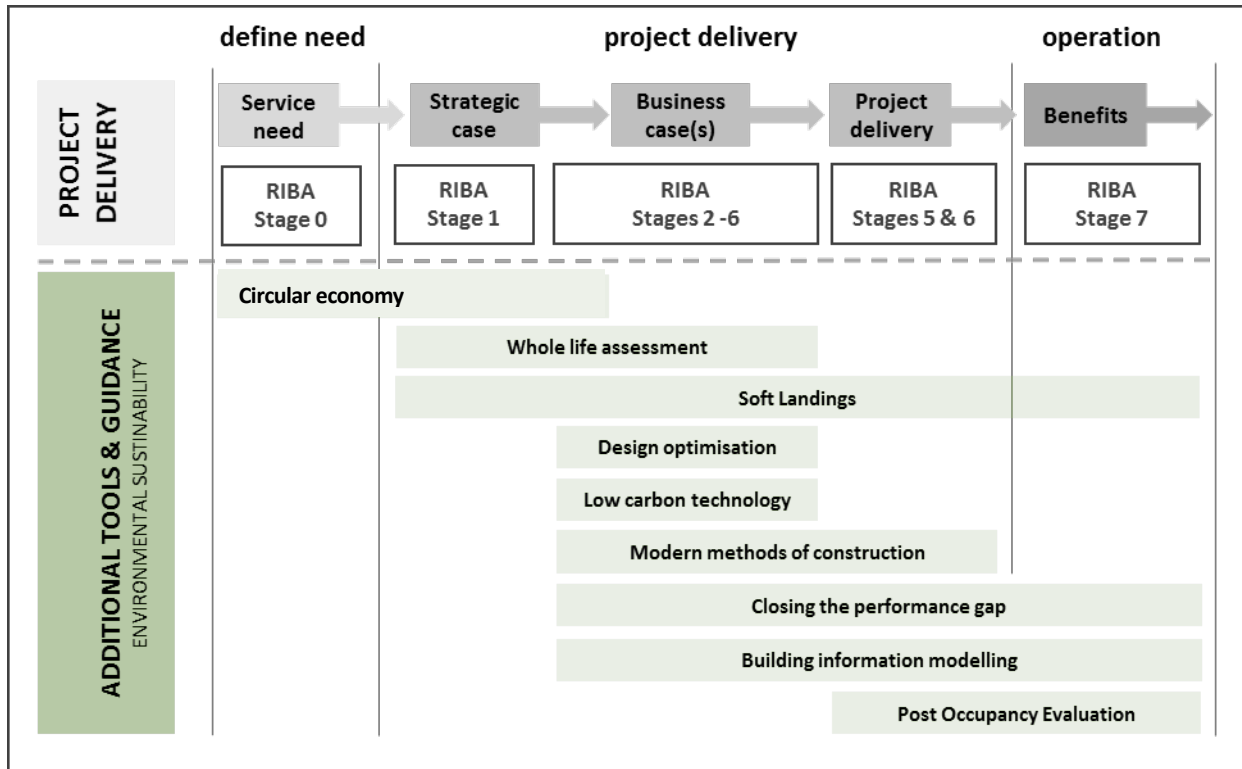 define need
project delivery
operation
PROJECT
DELIVERY
Service
need
Strategic
case
Business
case(s)
Project
delivery
Benefits
RIBA
Stage 0
RIBA
Stage 1
RIBA
Stages 2 -6
RIBA
Stages 5 & 6
RIBA
Stage 7
ADDITIONAL TOOLS & GUIDANCE
ENVIRONMENTAL SUSTINABILITY
Circular economy
Whole life assessment
Soft Landings
Design optimisation
Low carbon technology
Modern methods of construction
Closing the performance gap
Building information modelling
Post Occupancy Evaluation